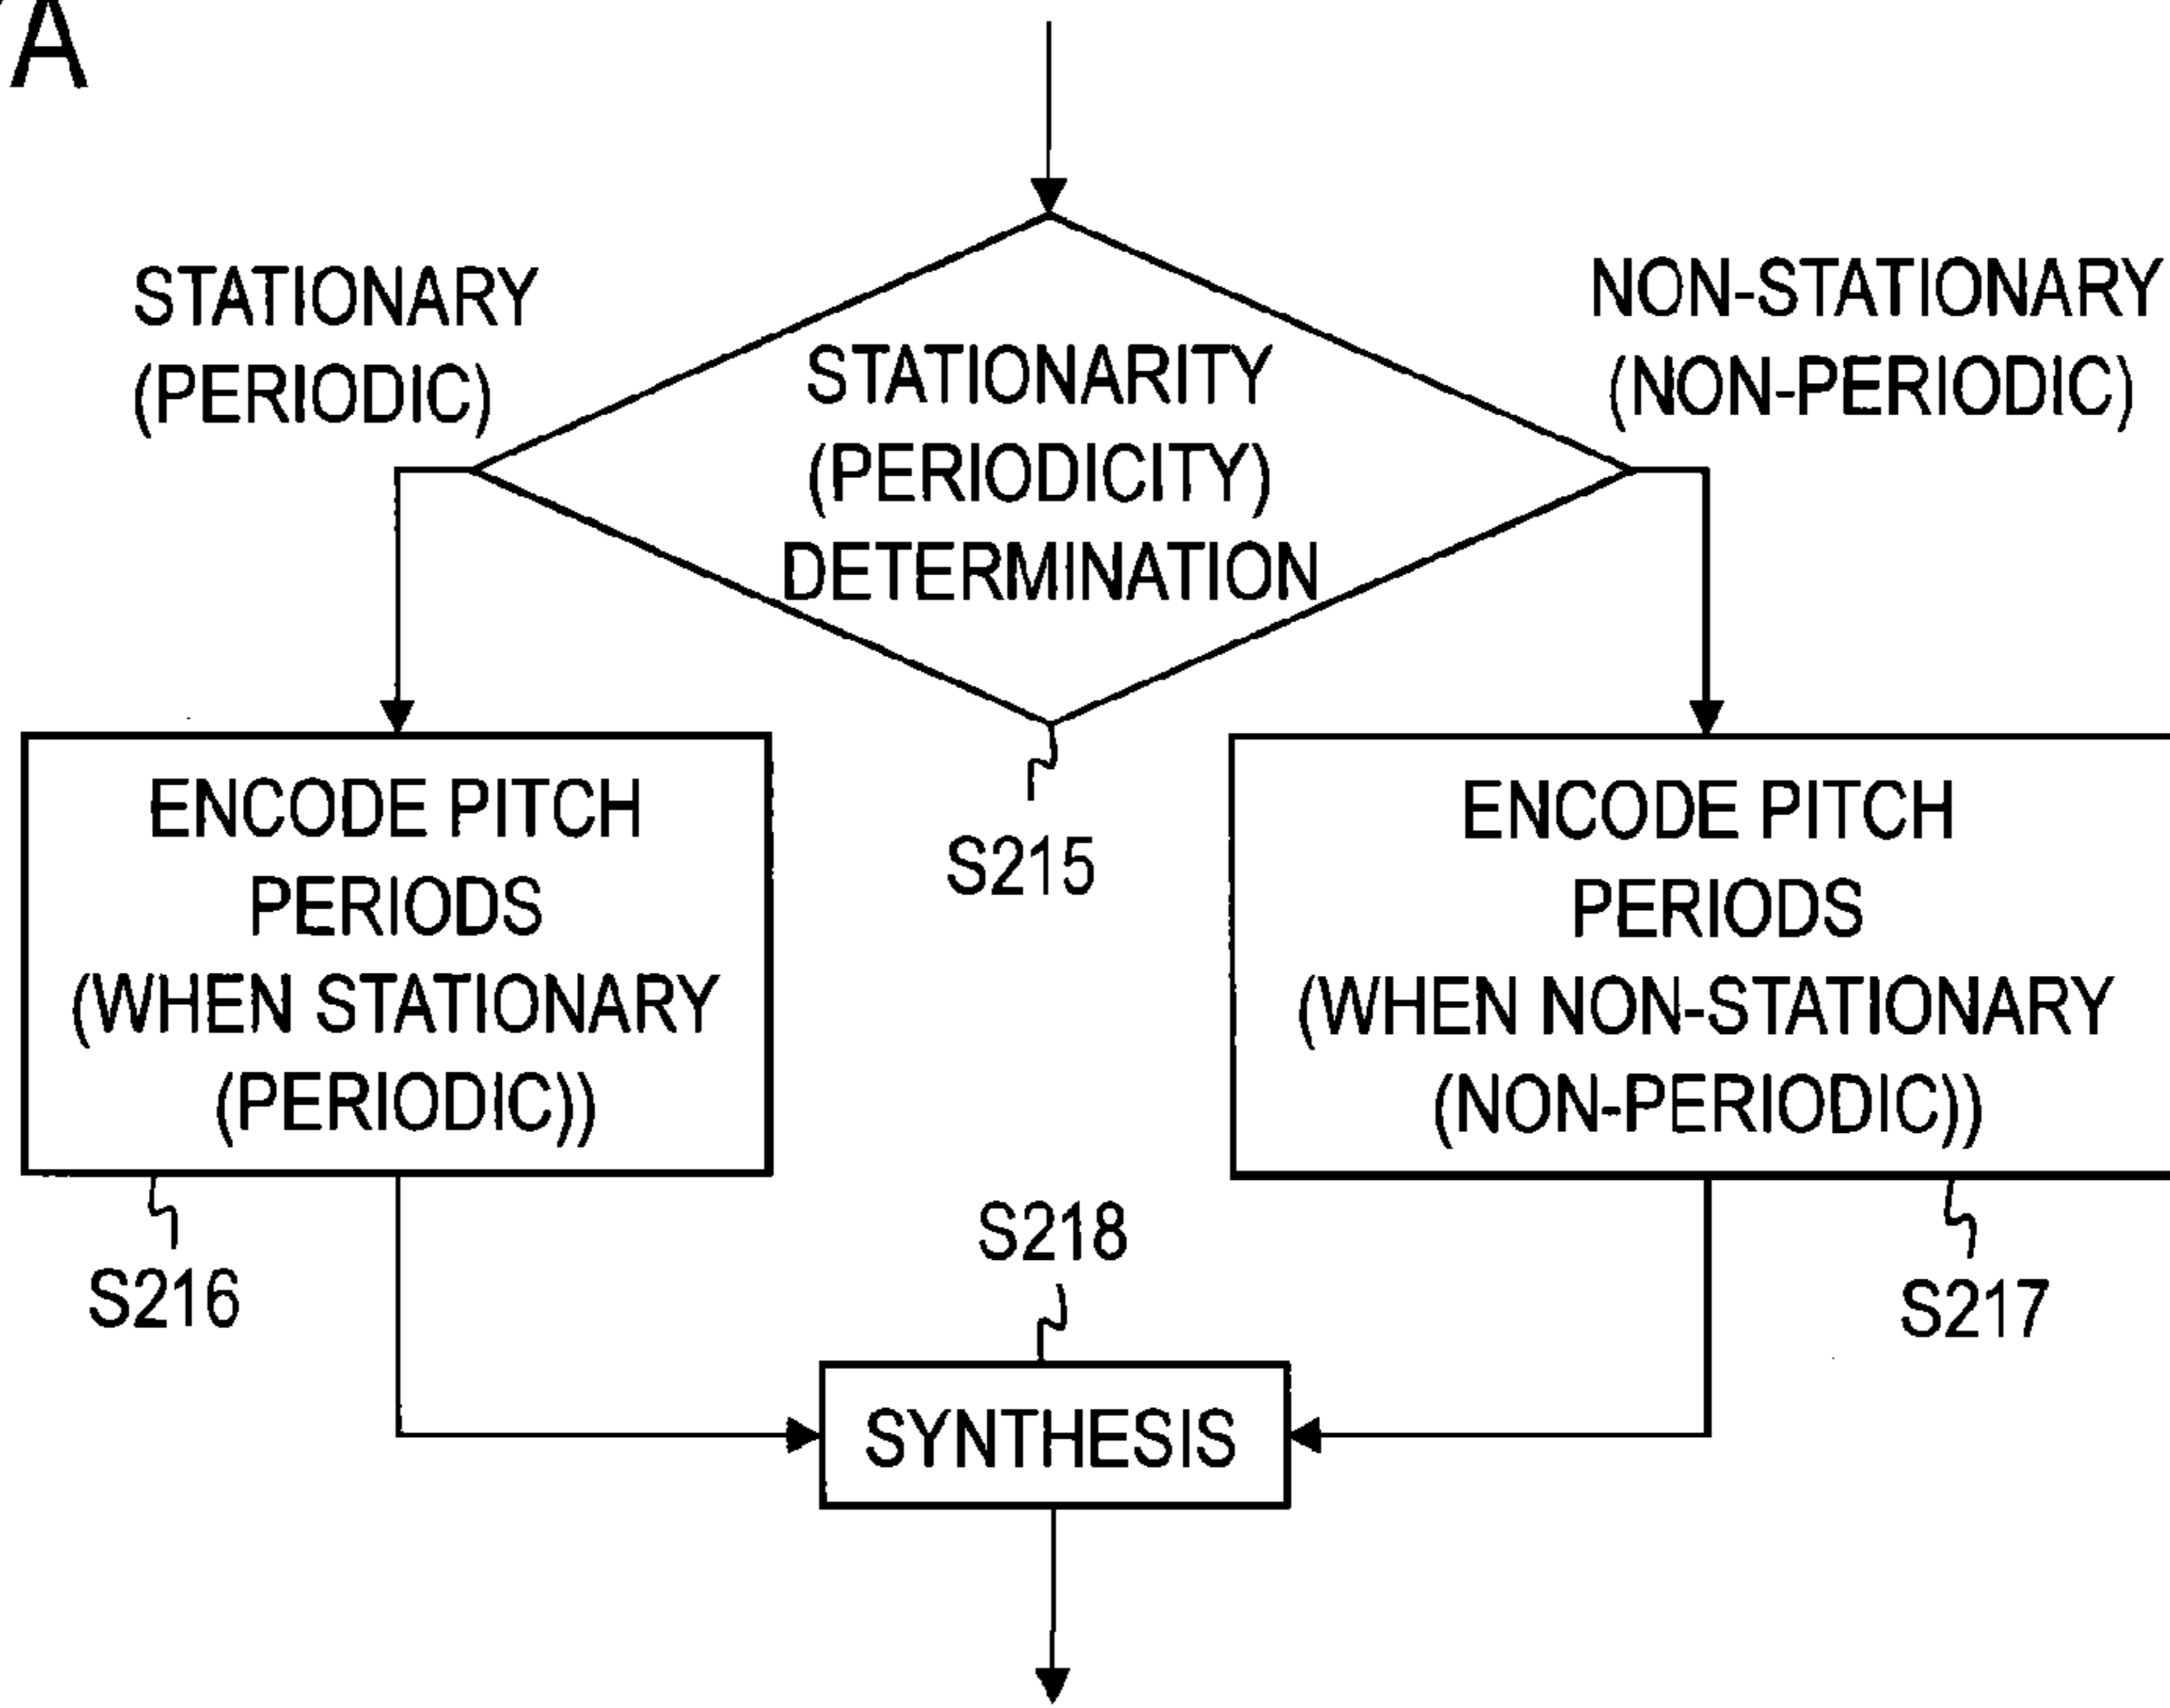 A
STATIONARY
(PERIODIC)
STATIONARITY
(PERIODICITY)
DETERMINATION
NON-STATIONARY
(NON-PERIODIC)
ENCODE PITCH
PERIODS
(WHEN STATIONARY
(PERIODIC))
S215
ENCODE PITCH
PERIODS
(WHEN NON-STATIONARY
(NON-PERIODIC))
S216
S218
S217
SYNTHESIS